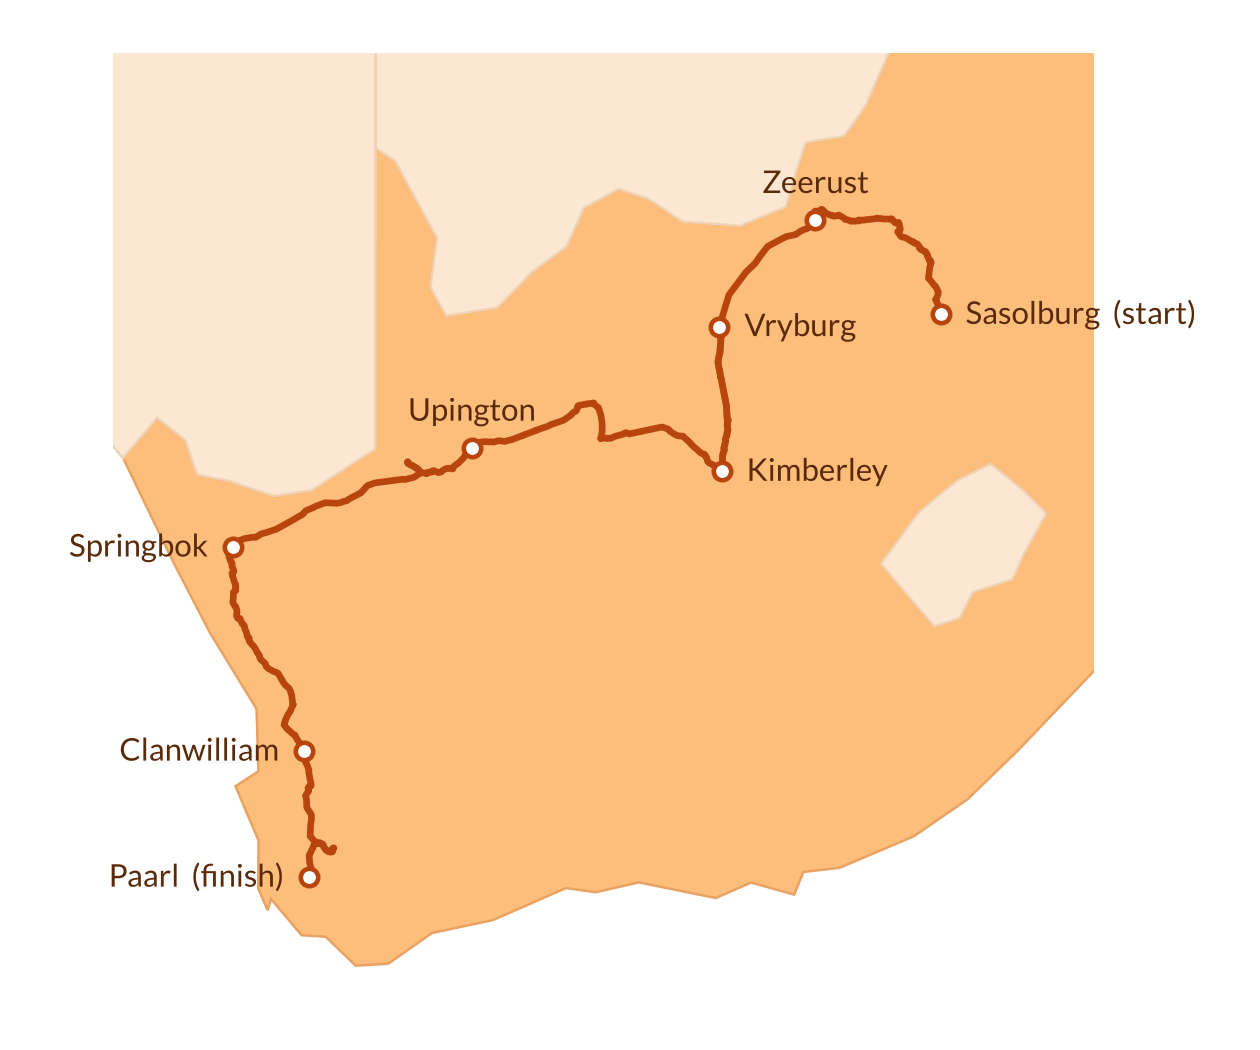 Zeerust
Sasolburg (start)
Vryburg
Upington
Kimberley
Springbok
Clanwilliam
Paarl (finish)